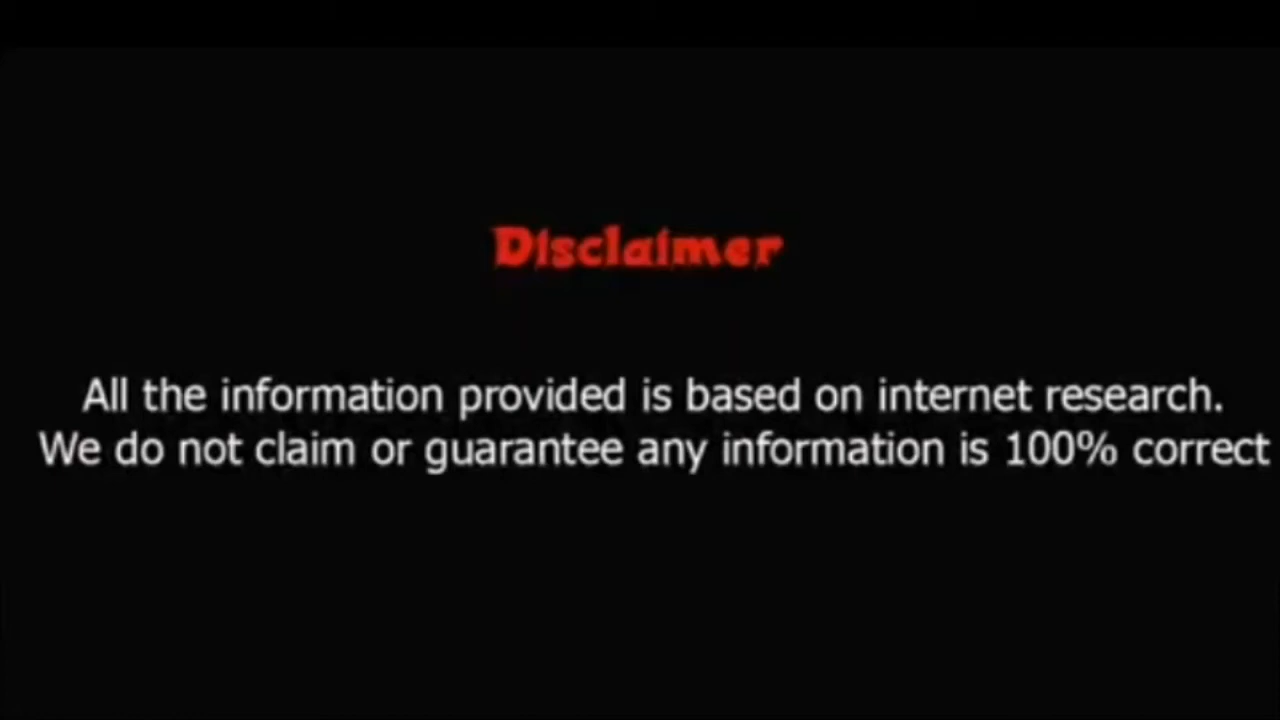 Disclaimer
All the information provided is based on internet research.
We do not claim or guarantee any information is 100% correct